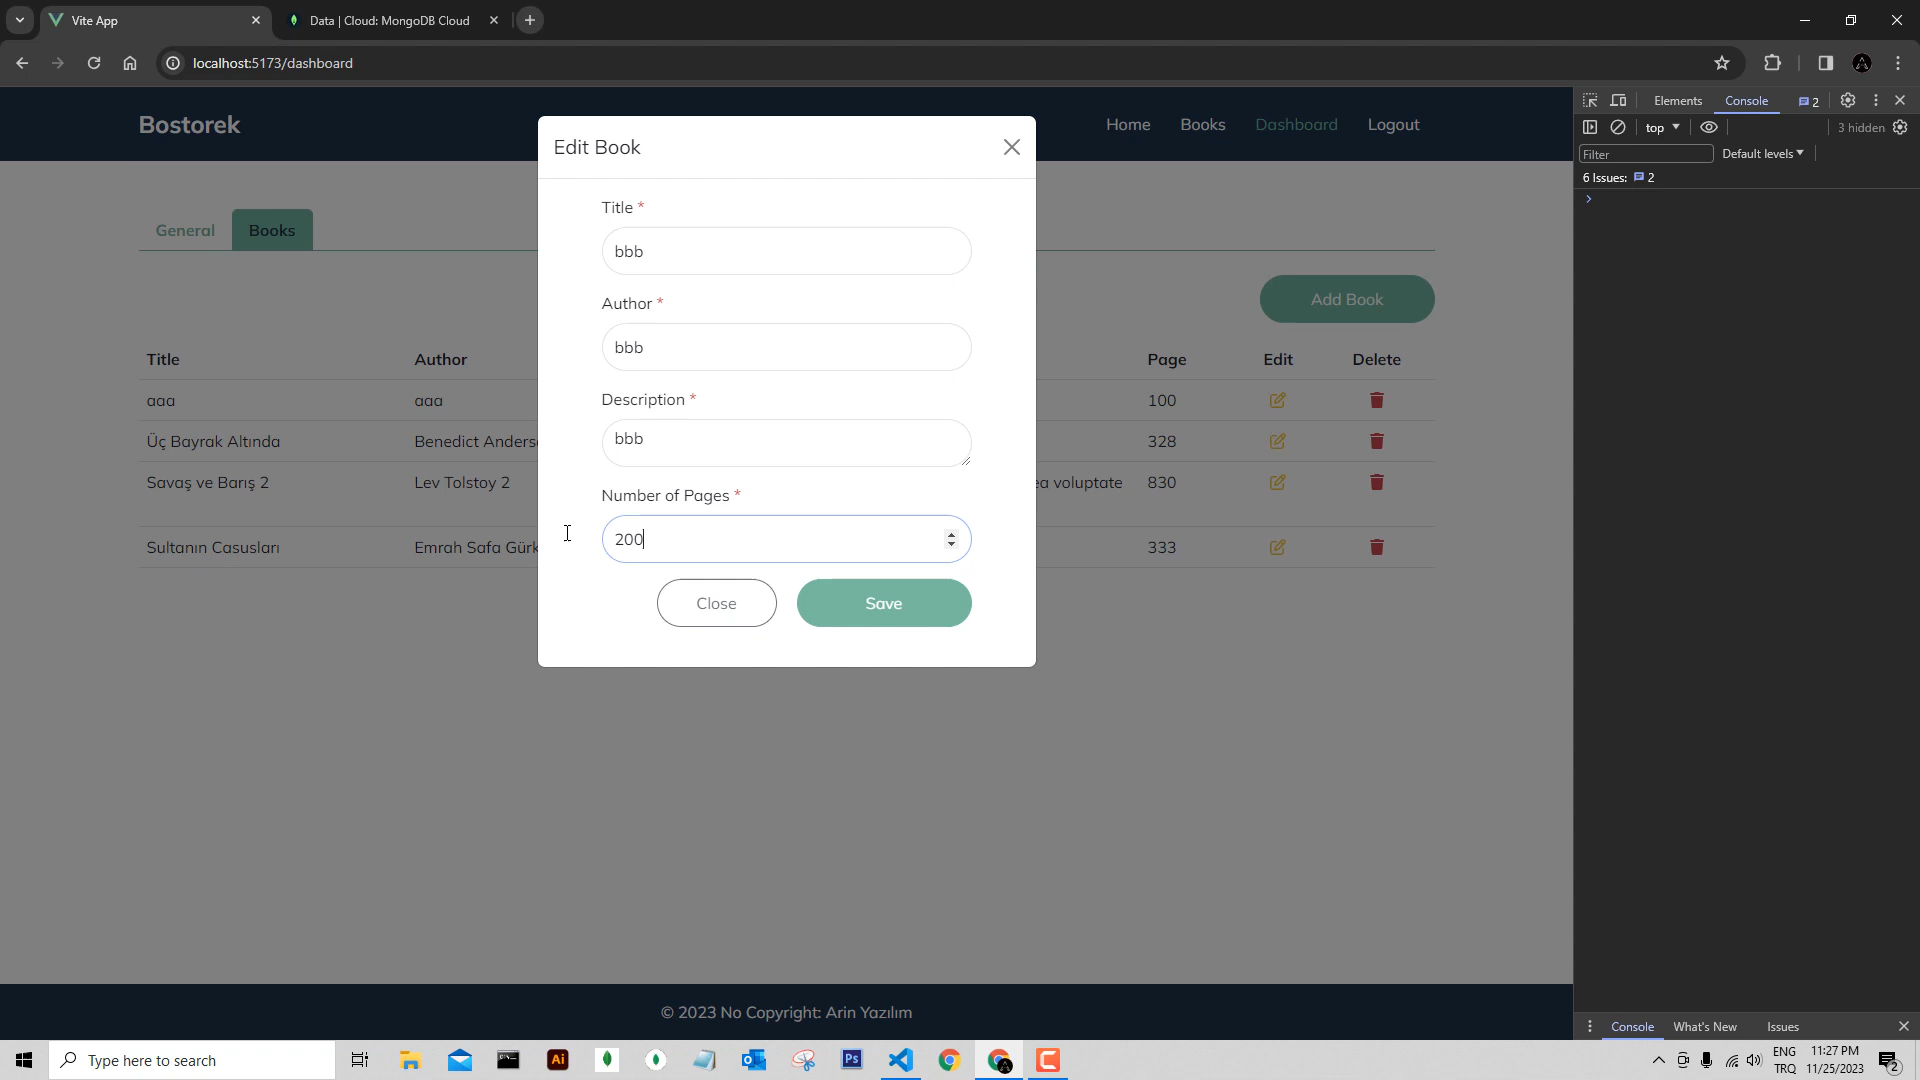 Vite App
Data | Cloud: MongoDB Cloud
localhost:5173/dashboard
Bostorek
Home Books Dashboard Logout
General Books
Add Book
Title Author Page Edit Delete
aaa aaa 100
Üç Bayrak Altında Benedict 328
Savaş ve Barış 2 Lev Tolstoy 2 voluptate 830
Sultanın Casusları Emrah Safa 333
Edit Book
Title *
bbb
Author *
bbb
Description *
bbb
Number of Pages *
200
Close Save
© 2023 No Copyright: Arin Yazılım
Elements Console 2
top 3 hidden
Filter Default levels
6 Issues: 2
Console What's New Issues
Type here to search
Ai
Ps
ENG
TRQ
11:27 PM
11/25/2023
2